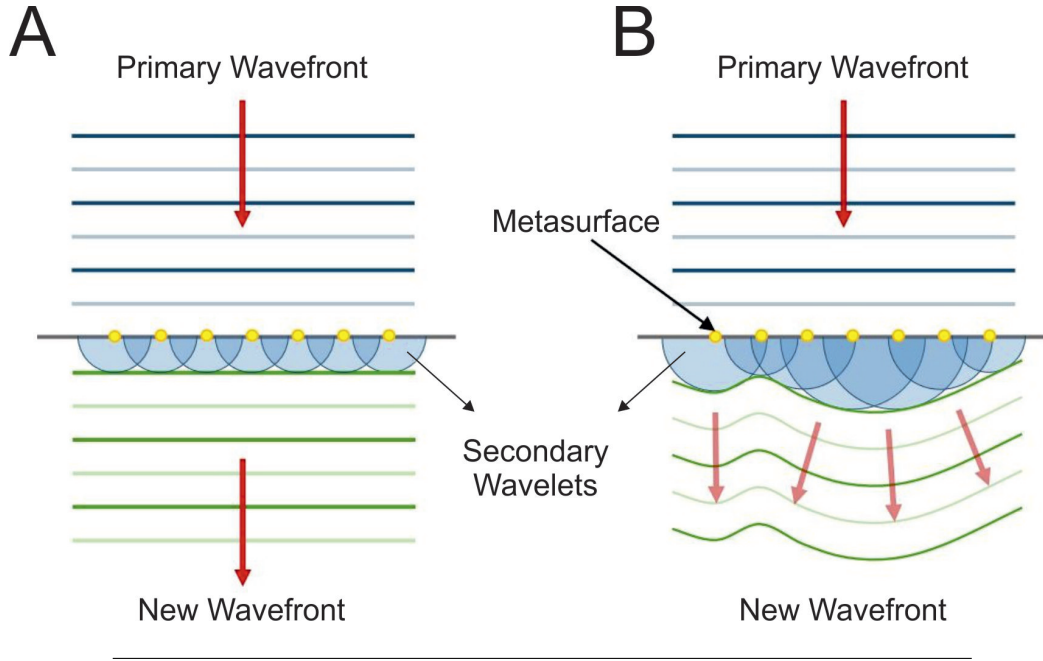 A
B
Primary Wavefront
Primary Wavefront
Metasurface
Secondary
Wavelets
New Wavefront
New Wavefront